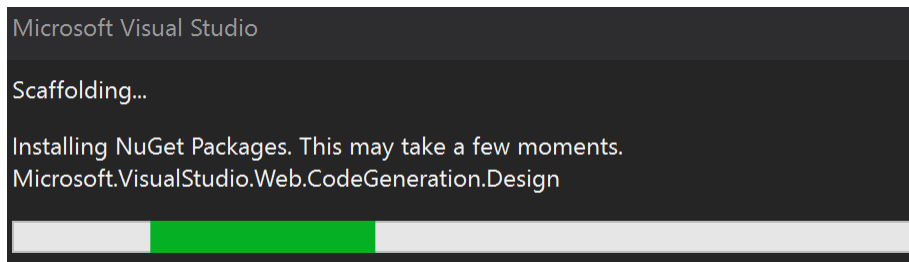 Microsoft Visual Studio
Scaffolding...
Installing NuGet Packages. This may take a few moments.
Microsoft.VisualStudio.Web.CodeGeneration.Design